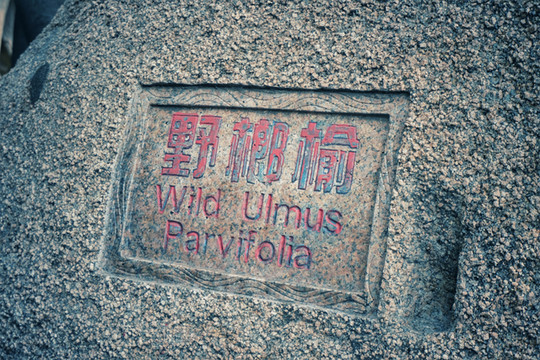 野榔榆
Wild Ulmus
Parvifolia